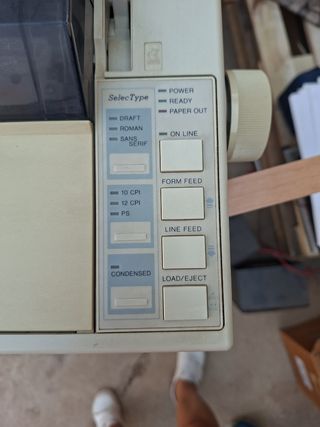 SelecType
DRAFT
ROMAN
SANS
SERIF
10 CPI
12 CPI
PS
CONDENSED
POWER
READY
PAPER OUT
ON LINE
FORM FEED
LINE FEED
LOAD/EJECT